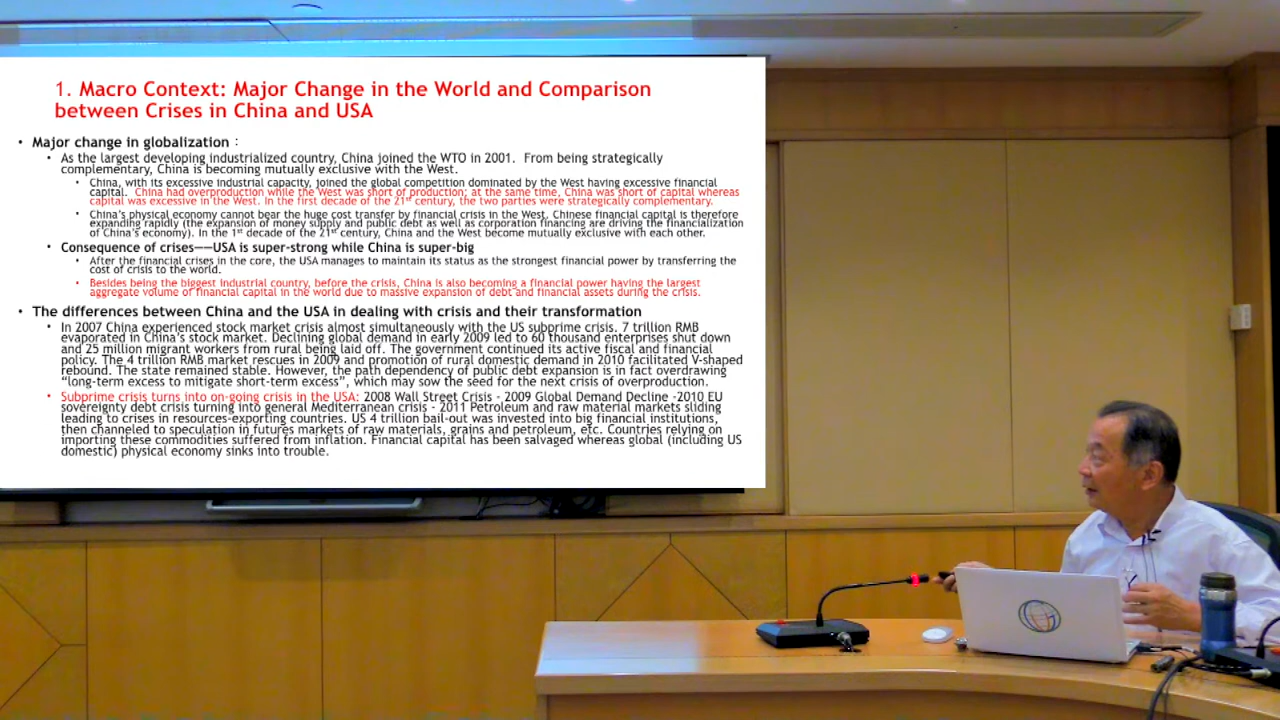 1. Macro Context: Major Change in the World and Comparison
between Crises in China and USA
• Major change in globalization：
• As the largest developing industrialized country, China joined the WTO in 2001. From being strategically
complementary, China is becoming mutually exclusive with the West.
• China, with its excessive industrial capacity, joined the global competition dominated by the West having excessive financial
capital. China had overproduction while the West was short of production; at the same time, China was short of capital whereas
capital was excessive in the West. In the first decade of the 21st century, the two parties were strategically complementary.
• China's physical economy cannot bear the huge cost transfer by financial crisis in the West. Chinese financial capital is therefore
expanding rapidly (the expansion of money supply and public debt as well as corporation financing are driving the financialization
of China's economy). In the 1st decade of the 21st century, China and the West become mutually exclusive with each other.
• Consequence of crises——USA is super-strong while China is super-big
• After the financial crises in the core, the USA manages to maintain its status as the strongest financial power by transferring the
cost of crisis to the world.
• Besides being the biggest industrial country, before the crisis, China is also becoming a financial power having the largest
aggregate volume of financial capital in the world due to massive expansion of debt and financial assets during the crisis.
• The differences between China and the USA in dealing with crisis and their transformation
• In 2007 China experienced stock market crisis almost simultaneously with the US subprime crisis. 7 trillion RMB
evaporated in China's stock market. Declining global demand in early 2009 led to 60 thousand enterprises shut down
and 25 million migrant workers from rural being laid off. The government continued its active fiscal and financial
policy. The 4 trillion RMB market rescues in 2009 and promotion of rural domestic demand in 2010 facilitated V-shaped
rebound. The state remained stable. However, the path dependency of public debt expansion is in fact overdrawing
“long-term excess to mitigate short-term excess”, which may sow the seed for the next crisis of overproduction.
• Subprime crisis turns into on-going crisis in the USA: 2008 Wall Street Crisis - 2009 Global Demand Decline -2010 EU
sovereignty debt crisis turning into general Mediterranean crisis - 2011 Petroleum and raw material markets sliding
leading to crises in resources-exporting countries. US 4 trillion bail-out was invested into big financial institutions,
then channeled to speculation in futures markets of raw materials, grains and petroleum, etc. Countries relying on
importing these commodities suffered from inflation. Financial capital has been salvaged whereas global (including US
domestic) physical economy sinks into trouble.